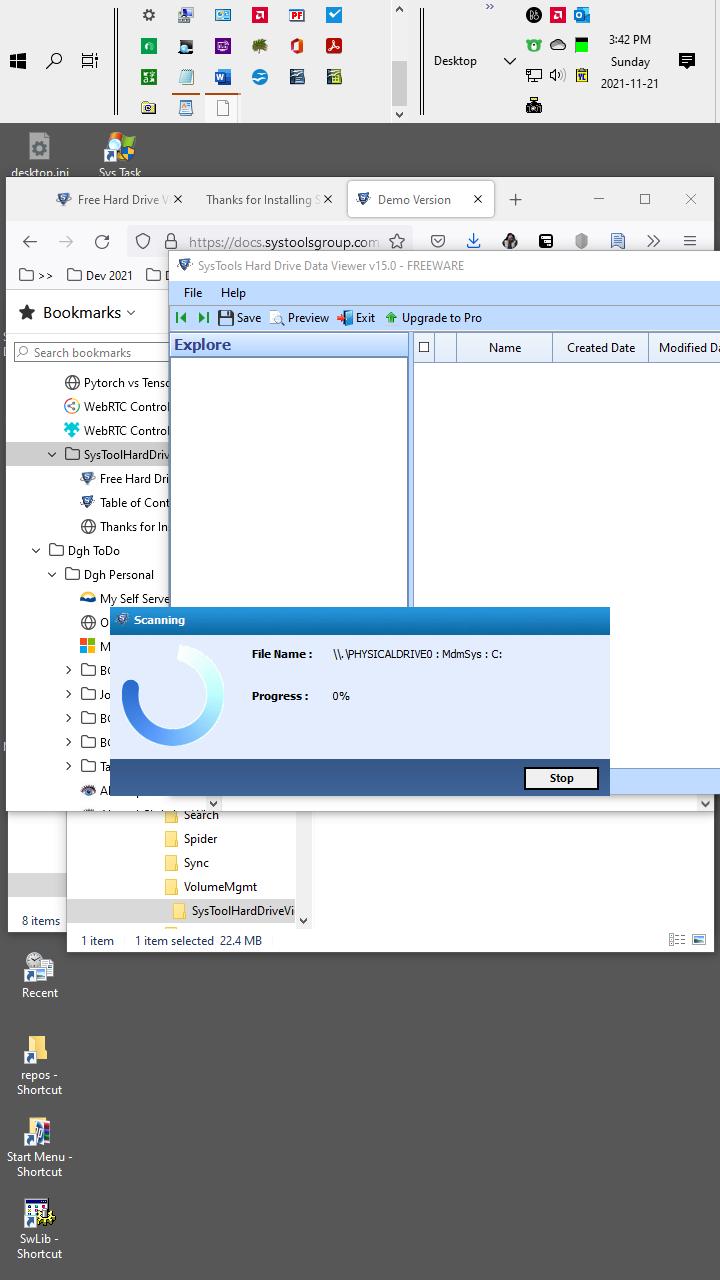 Desktop
3:42 PM
Sunday
2021-11-21
desktop.ini
Sys Task
Free Hard Drive V
Thanks for Installing S
Demo Version
https://docs.systoolsgroup.com
>>
Dev 2021
SysTools Hard Drive Data Viewer v15.0 - FREEWARE
File Help
Save Preview Exit Upgrade to Pro
Bookmarks
Search bookmarks
Explore
Name Created Date Modified Da
Pytorch vs Tenso
WebRTC Control
WebRTC Control
SysToolHardDriv
Free Hard Dri
Table of Cont
Thanks for In
Dgh ToDo
Dgh Personal
My Self Serve
O
M
BC
Jo
BC
BC
Ta
Scanning
File Name : \\.\PHYSICALDRIVE0 : MdmSys : C:
Progress : 0%
Stop
Search
Spider
Sync
VolumeMgmt
SysToolHardDriveVi
8 items
1 item 1 item selected 22.4 MB
Recent
repos -
Shortcut
Start Menu -
Shortcut
SwLib -
Shortcut